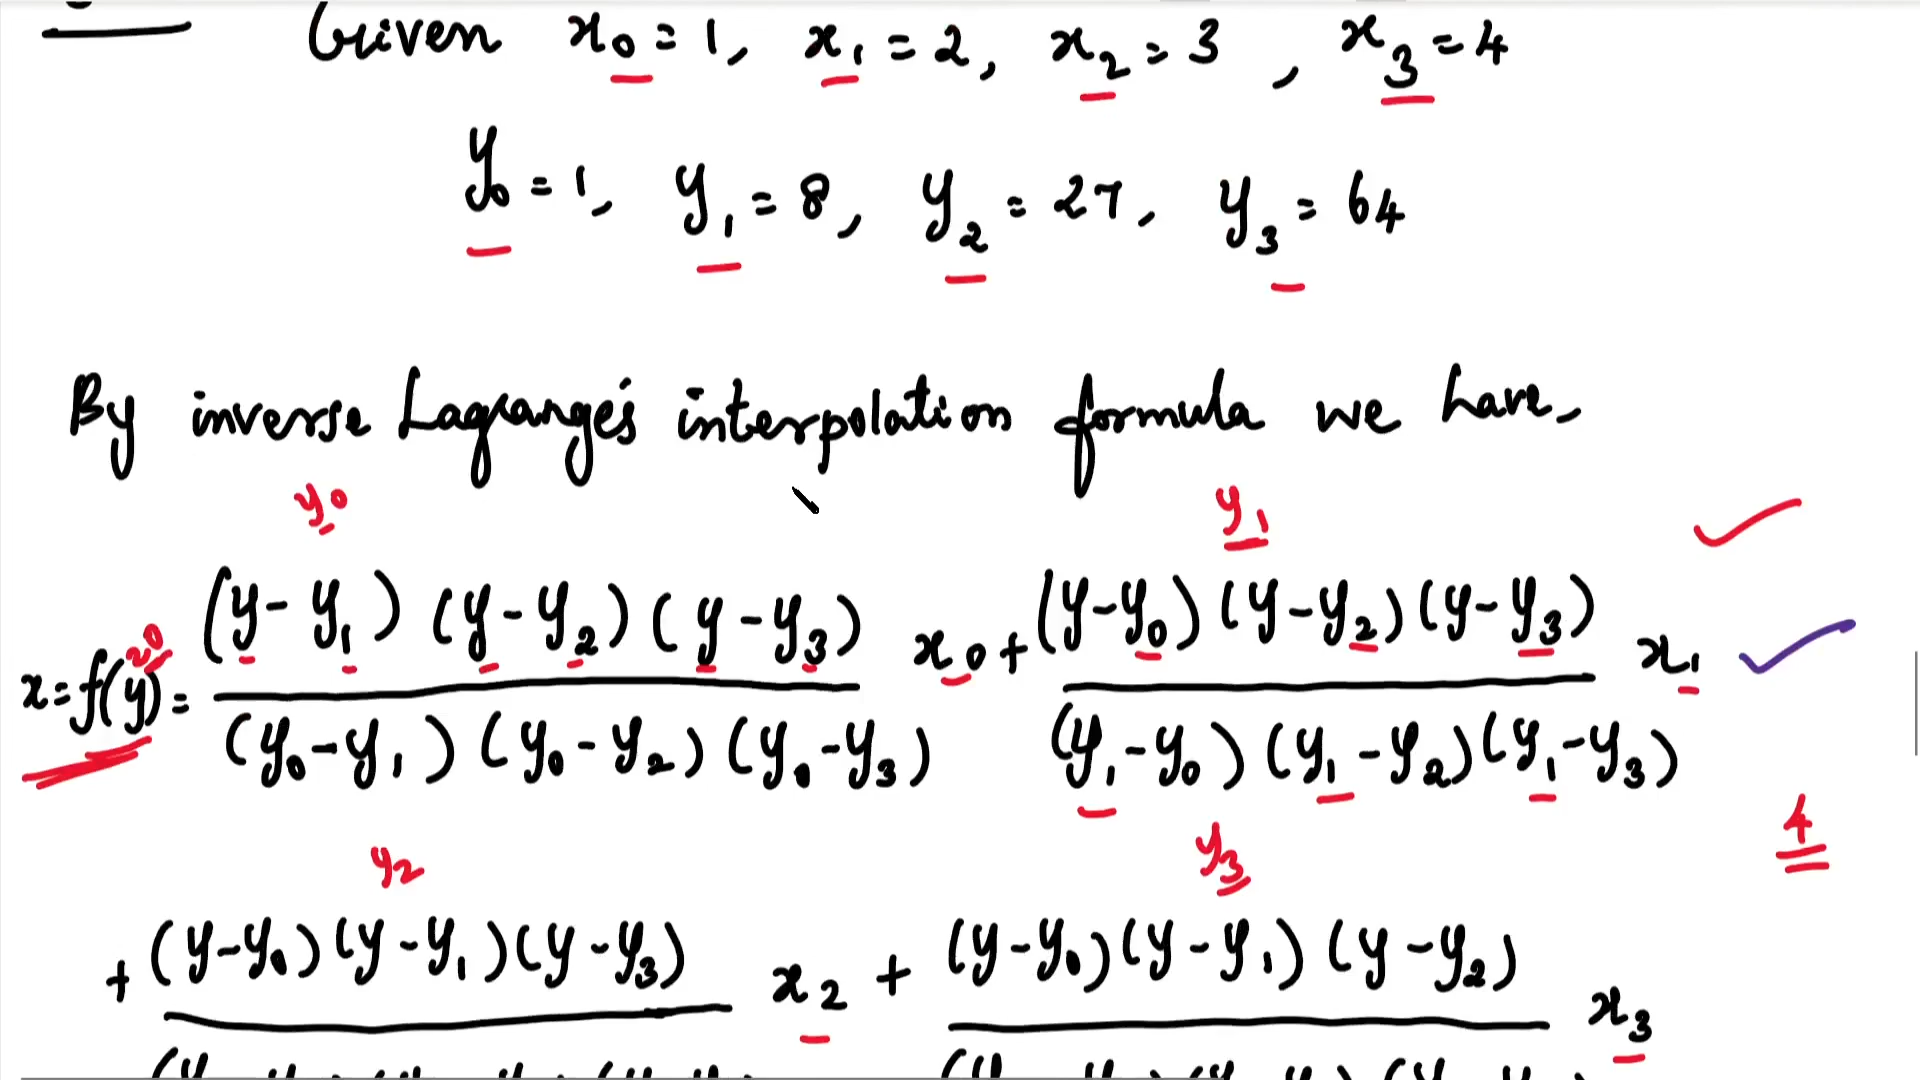 Given x₀ = 1, x₁ = 2, x₂ = 3, x₃ = 4
y₀ = 1, y₁ = 8, y₂ = 27, y₃ = 64
By inverse Lagrange's interpolation formula we have,
y₀ y₁
20
x = f(y) = (y - y₁) (y - y₂) (y - y₃) / (y₀ - y₁) (y₀ - y₂) (y₀ - y₃) x₀ + (y - y₀) (y - y₂) (y - y₃) / (y₁ - y₀) (y₁ - y₂) (y₁ - y₃) x₁
4
y₂ y₃
+ (y - y₀) (y - y₁) (y - y₃) x₂ + (y - y₀) (y - y₁) (y - y₂) x₃